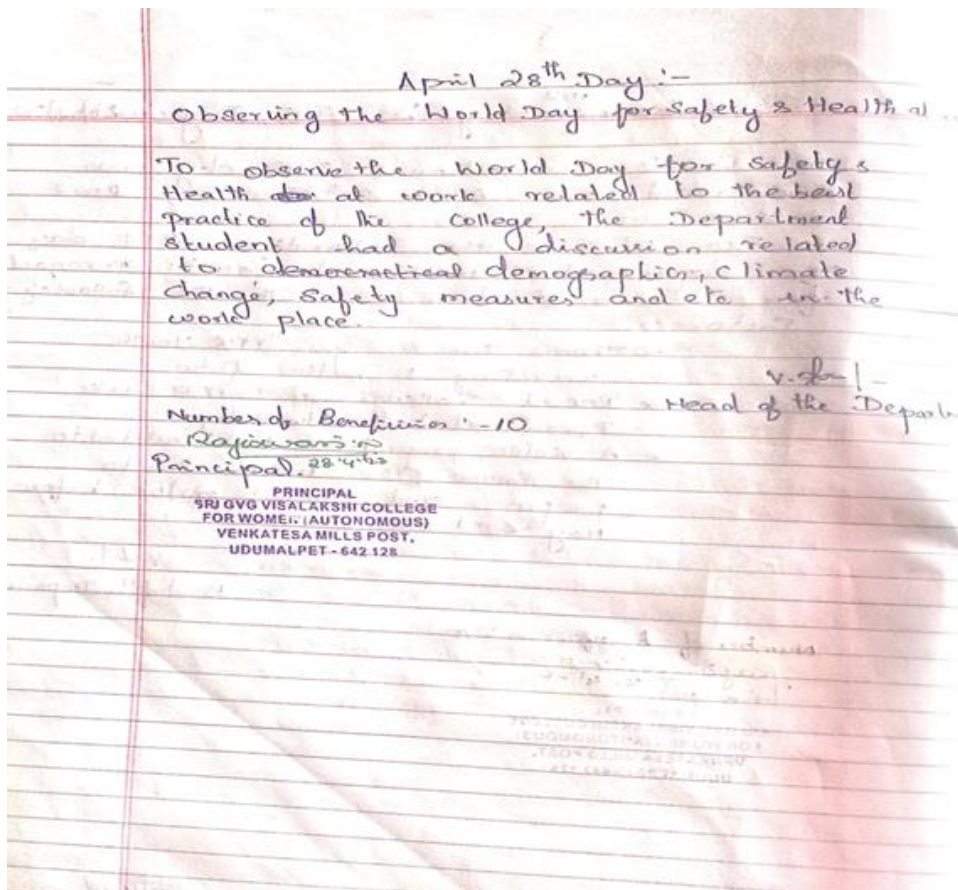 April 28th Day :-
Observing the World Day for Safety & Health at
To observe the World Day for Safety &
Health at work related to the best
practice of the College, the Department
student had a discussion related
to demographics, climate
change, safety measures and etc in the
work place.
Head of the Depart
Number of Beneficiaries :- 10
Rajeswari
Principal. 28.4.23
PRINCIPAL
SRI GVG VISALAKSHI COLLEGE
FOR WOMEN (AUTONOMOUS)
VENKATESA MILLS POST,
UDUMALPET - 642 128